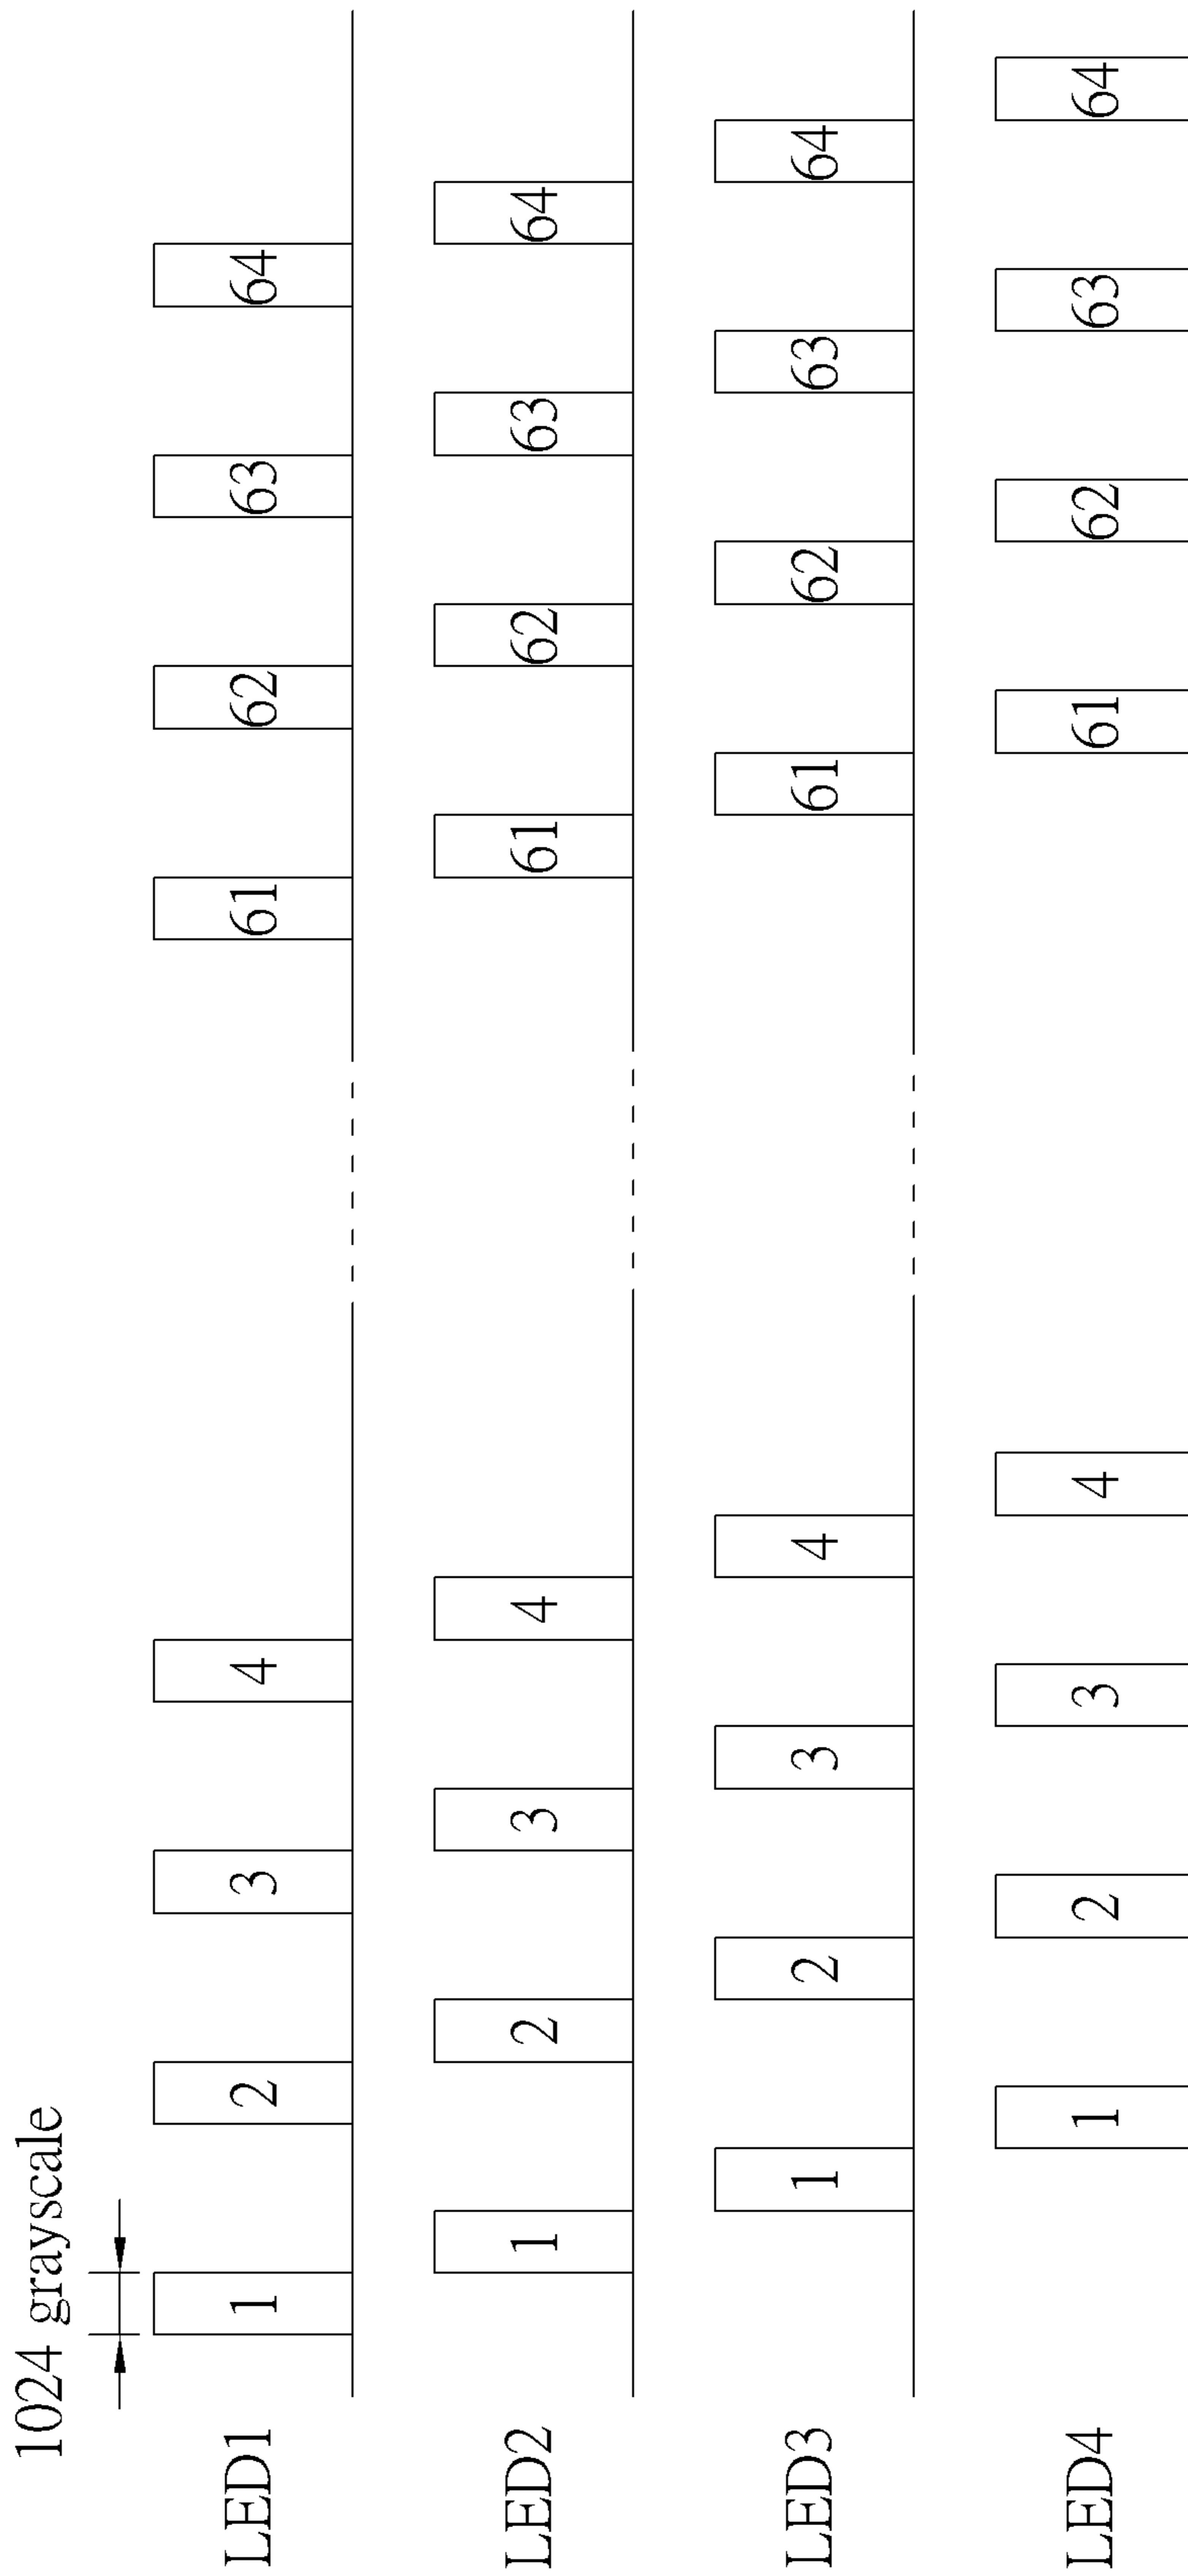 1024 grayscale
LED1 1 2 3 4 61 62 63 64
LED2 1 2 3 4 61 62 63 64
LED3 1 2 3 4 61 62 63 64
LED4 1 2 3 4 61 62 63 64